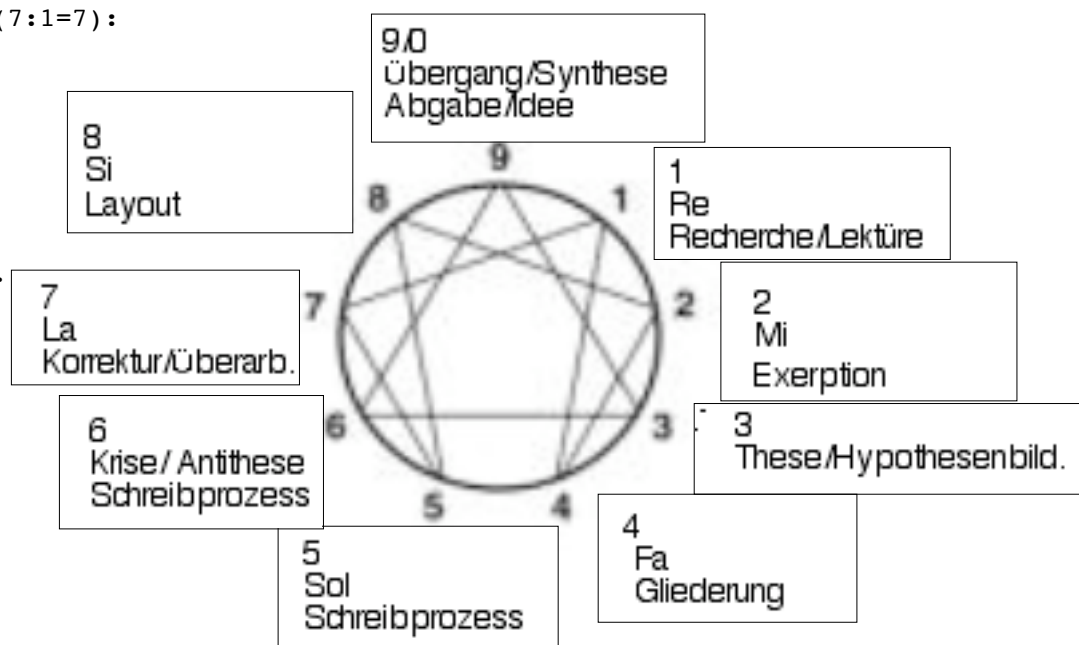 (7:1=7):
9/0
Übergang/Synthese
Abgabe/Idee
8
Si
Layout
1
Re
Recherche/Lektüre
7
La
Korrektur/Überarb.
2
Mi
Exerption
6
Krise/ Antithese
Schreibprozess
3
These/Hypothesenbild.
5
Sol
Schreibprozess
4
Fa
Gliederung
9
8
1
7
2
6
3
5
4